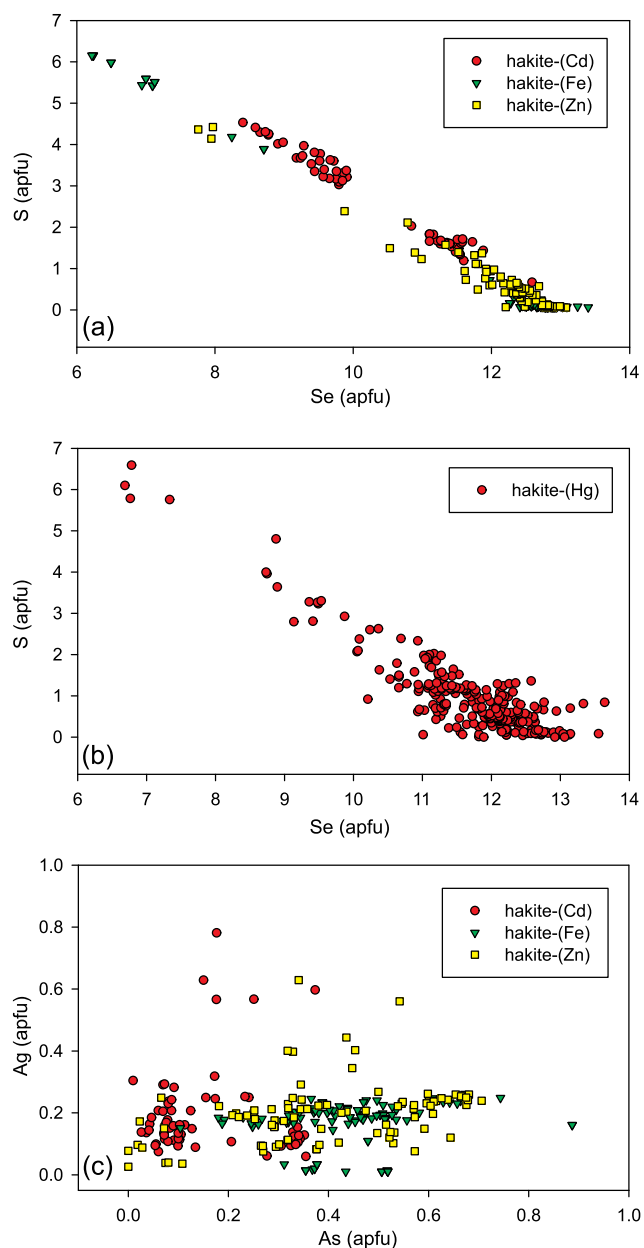 7
6
5
4
3
2
1
0
S (apfu)
hakite-(Cd)
hakite-(Fe)
hakite-(Zn)
(a)
6 8 10 12 14
Se (apfu)
7
6
5
4
3
2
1
0
S (apfu)
hakite-(Hg)
(b)
6 7 8 9 10 11 12 13 14
Se (apfu)
1.0
0.8
0.6
0.4
0.2
0.0
Ag (apfu)
hakite-(Cd)
hakite-(Fe)
hakite-(Zn)
(c)
0.0 0.2 0.4 0.6 0.8 1.0
As (apfu)